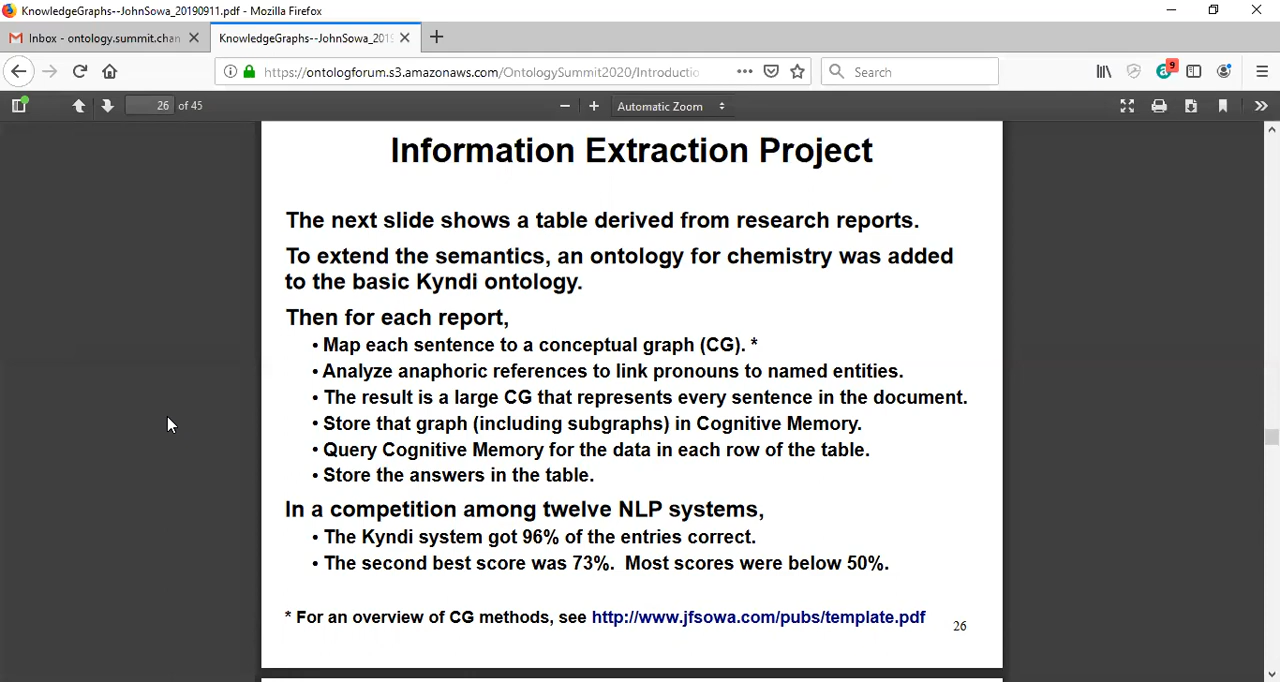 KnowledgeGraphs--JohnSowa_20190911.pdf - Mozilla Firefox
Inbox - ontology.summit.chan
KnowledgeGraphs--JohnSowa_201
https://ontologforum.s3.amazonaws.com/OntologySummit2020/Introductio
Search
9
26 of 45
Automatic Zoom
Information Extraction Project
The next slide shows a table derived from research reports.
To extend the semantics, an ontology for chemistry was added
to the basic Kyndi ontology.
Then for each report,
• Map each sentence to a conceptual graph (CG). *
• Analyze anaphoric references to link pronouns to named entities.
• The result is a large CG that represents every sentence in the document.
• Store that graph (including subgraphs) in Cognitive Memory.
• Query Cognitive Memory for the data in each row of the table.
• Store the answers in the table.
In a competition among twelve NLP systems,
• The Kyndi system got 96% of the entries correct.
• The second best score was 73%. Most scores were below 50%.
* For an overview of CG methods, see http://www.jfsowa.com/pubs/template.pdf
26